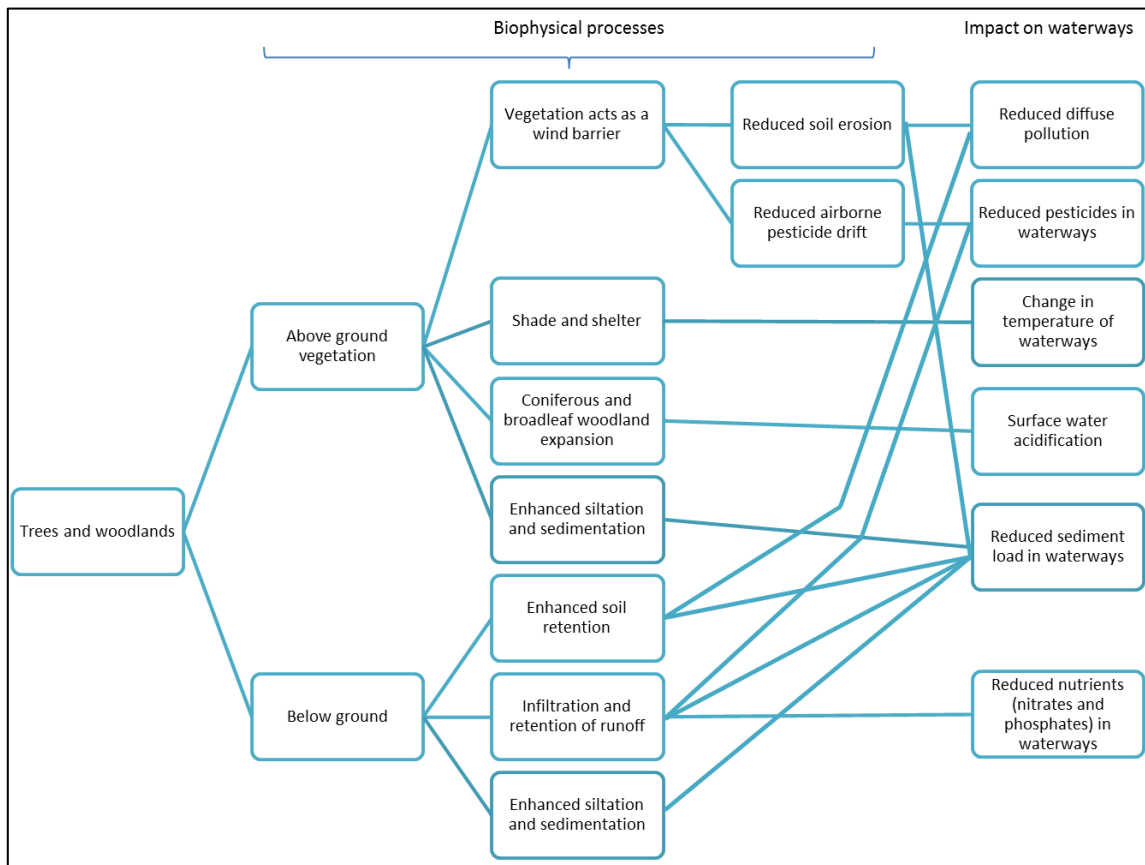 Biophysical processes
Impact on waterways
Vegetation acts as a
wind barrier
Reduced soil erosion
Reduced diffuse
pollution
Reduced airborne
pesticide drift
Reduced pesticides in
waterways
Shade and shelter
Change in
temperature of
waterways
Above ground
vegetation
Coniferous and
broadleaf woodland
expansion
Surface water
acidification
Trees and woodlands
Enhanced siltation
and sedimentation
Reduced sediment
load in waterways
Enhanced soil
retention
Below ground
Infiltration and
retention of runoff
Reduced nutrients
(nitrates and
phosphates) in
waterways
Enhanced siltation
and sedimentation